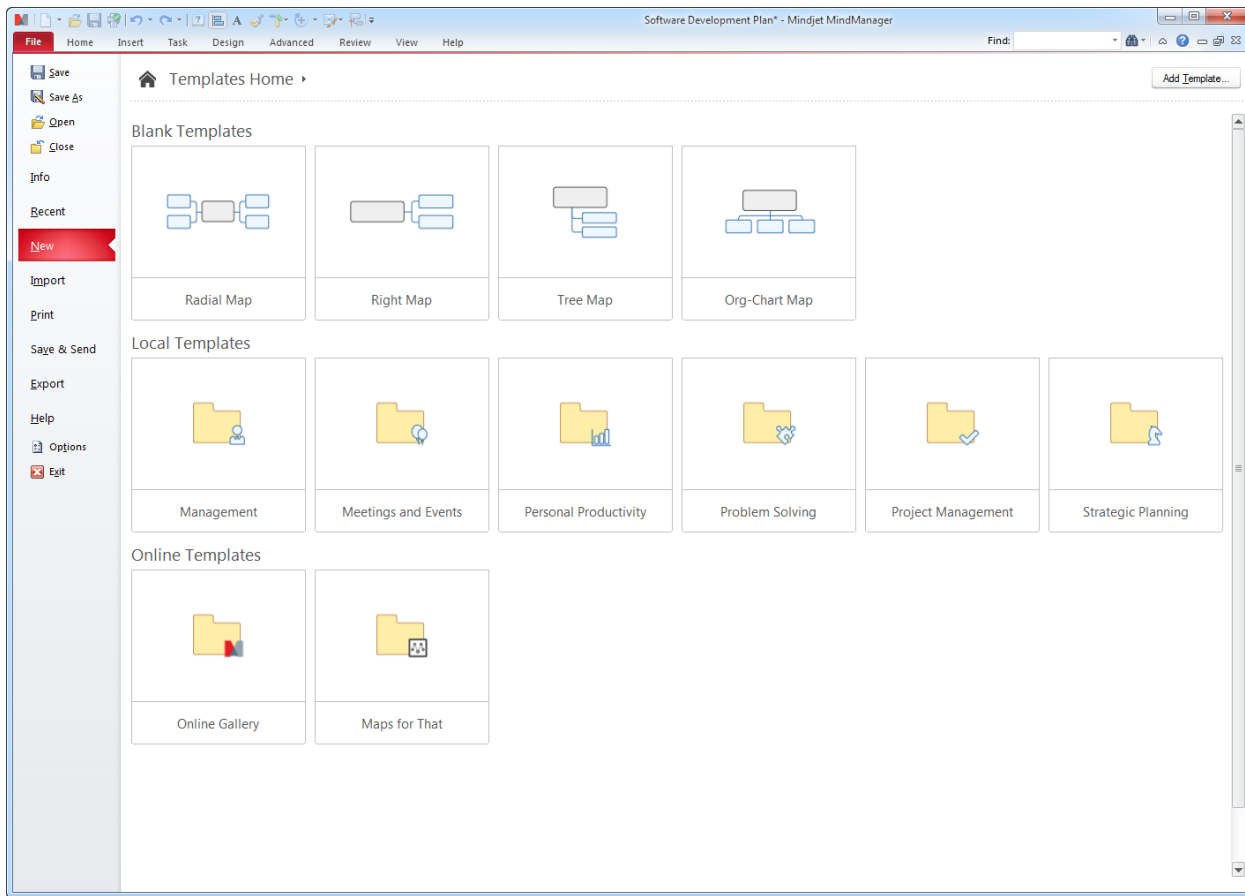 Software Development Plan* - Mindjet MindManager
File Home Insert Task Design Advanced Review View Help Find:
Save
Save As
Open
Close
Info
Recent
New
Import
Print
Save & Send
Export
Help
Options
Exit
Templates Home
Add Template...
Blank Templates
Radial Map Right Map Tree Map Org-Chart Map
Local Templates
Management Meetings and Events Personal Productivity Problem Solving Project Management Strategic Planning
Online Templates
Online Gallery Maps for That